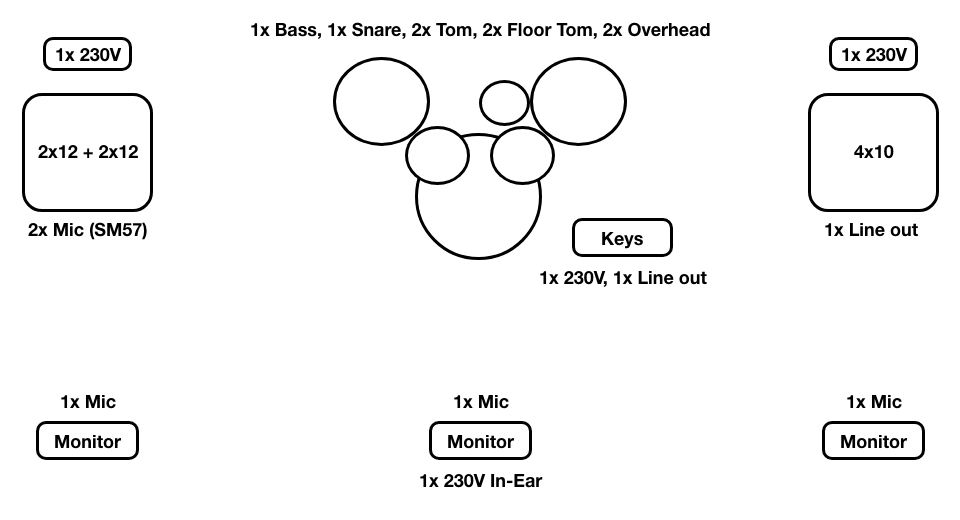 1x Bass, 1x Snare, 2x Tom, 2x Floor Tom, 2x Overhead
1x 230V
1x 230V
2x12 + 2x12
4x10
2x Mic (SM57)
1x Line out
Keys
1x 230V, 1x Line out
1x Mic
1x Mic
1x Mic
Monitor
Monitor
Monitor
1x 230V In-Ear